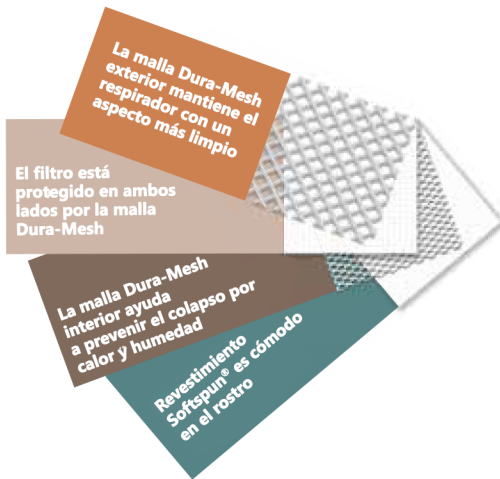 La malla Dura-Mesh
exterior mantiene el
respirador con un
aspecto más limpio
El filtro está
protegido en ambos
lados por la malla
Dura-Mesh
La malla Dura-Mesh
interior ayuda
a prevenir el colapso por
calor y humedad
Revestimiento
Softspun® es cómodo
en el rostro